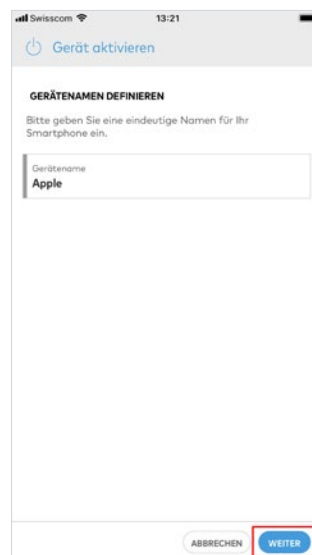 Swisscom 13:21
Gerät aktivieren
GERÄTENAMEN DEFINIEREN
Bitte geben Sie eine eindeutige Namen für Ihr
Smartphone ein.
Gerätename
Apple
ABBRECHEN WEITER